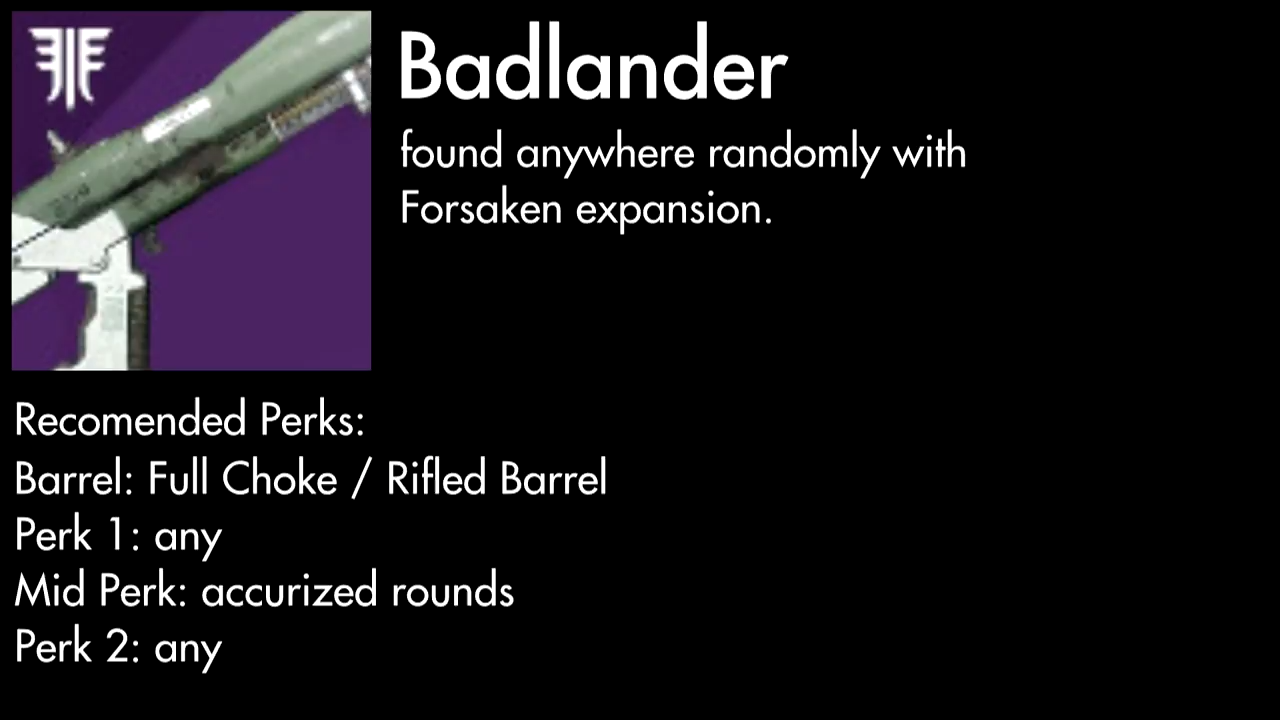 Badlander
found anywhere randomly with
Forsaken expansion.
Recomended Perks:
Barrel: Full Choke / Rifled Barrel
Perk 1: any
Mid Perk: accurized rounds
Perk 2: any